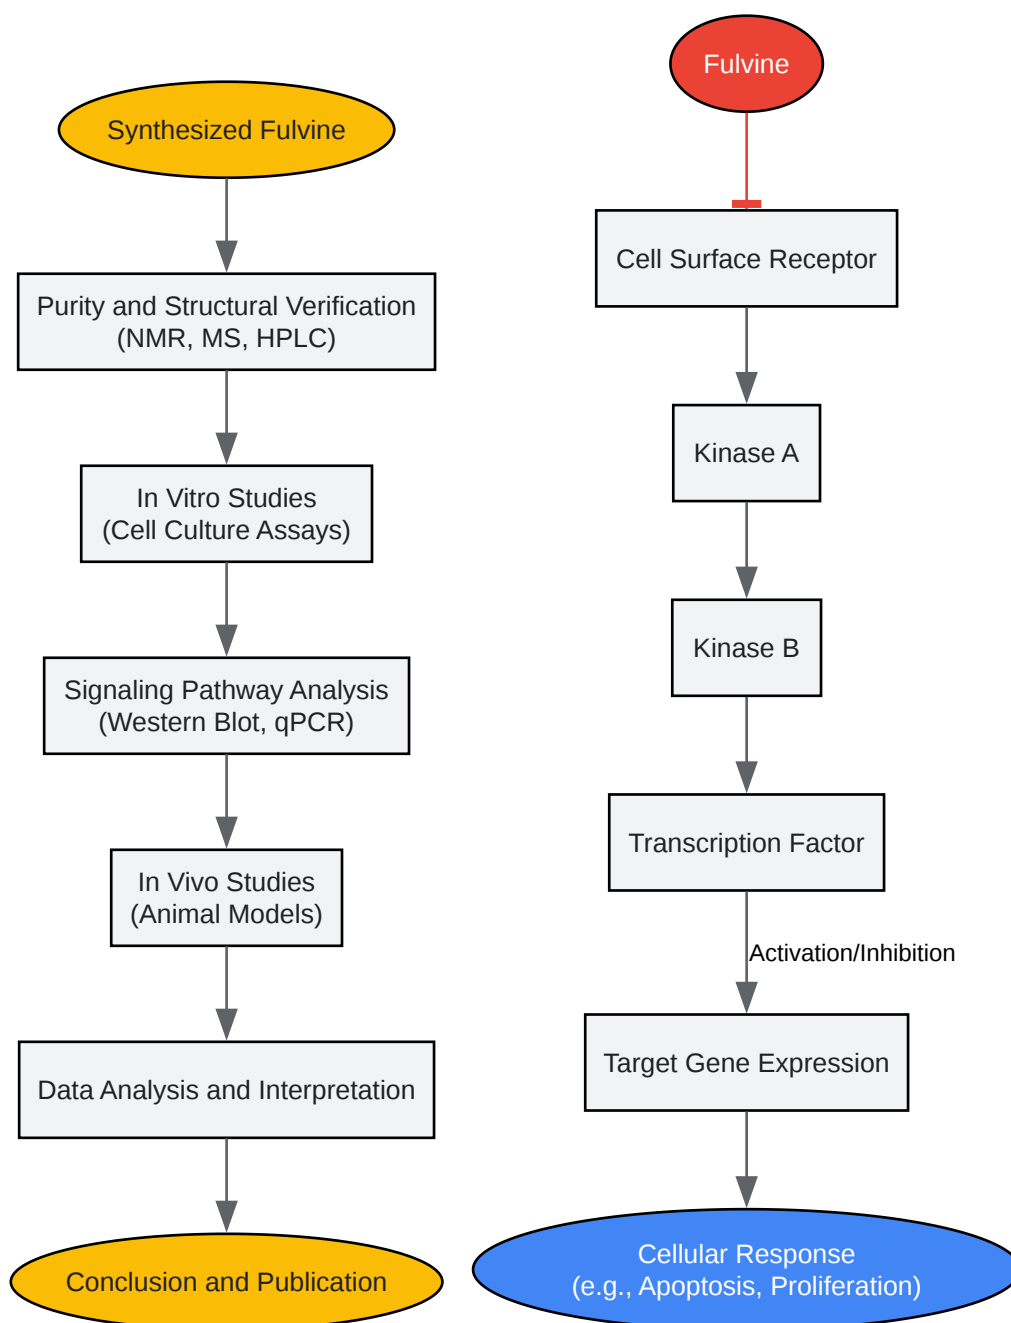 Synthesized Fulvine
Purity and Structural Verification
(NMR, MS, HPLC)
In Vitro Studies
(Cell Culture Assays)
Signaling Pathway Analysis
(Western Blot, qPCR)
In Vivo Studies
(Animal Models)
Data Analysis and Interpretation
Conclusion and Publication
Fulvine
Cell Surface Receptor
Kinase A
Kinase B
Transcription Factor
Activation/Inhibition
Target Gene Expression
Cellular Response
(e.g., Apoptosis, Proliferation)